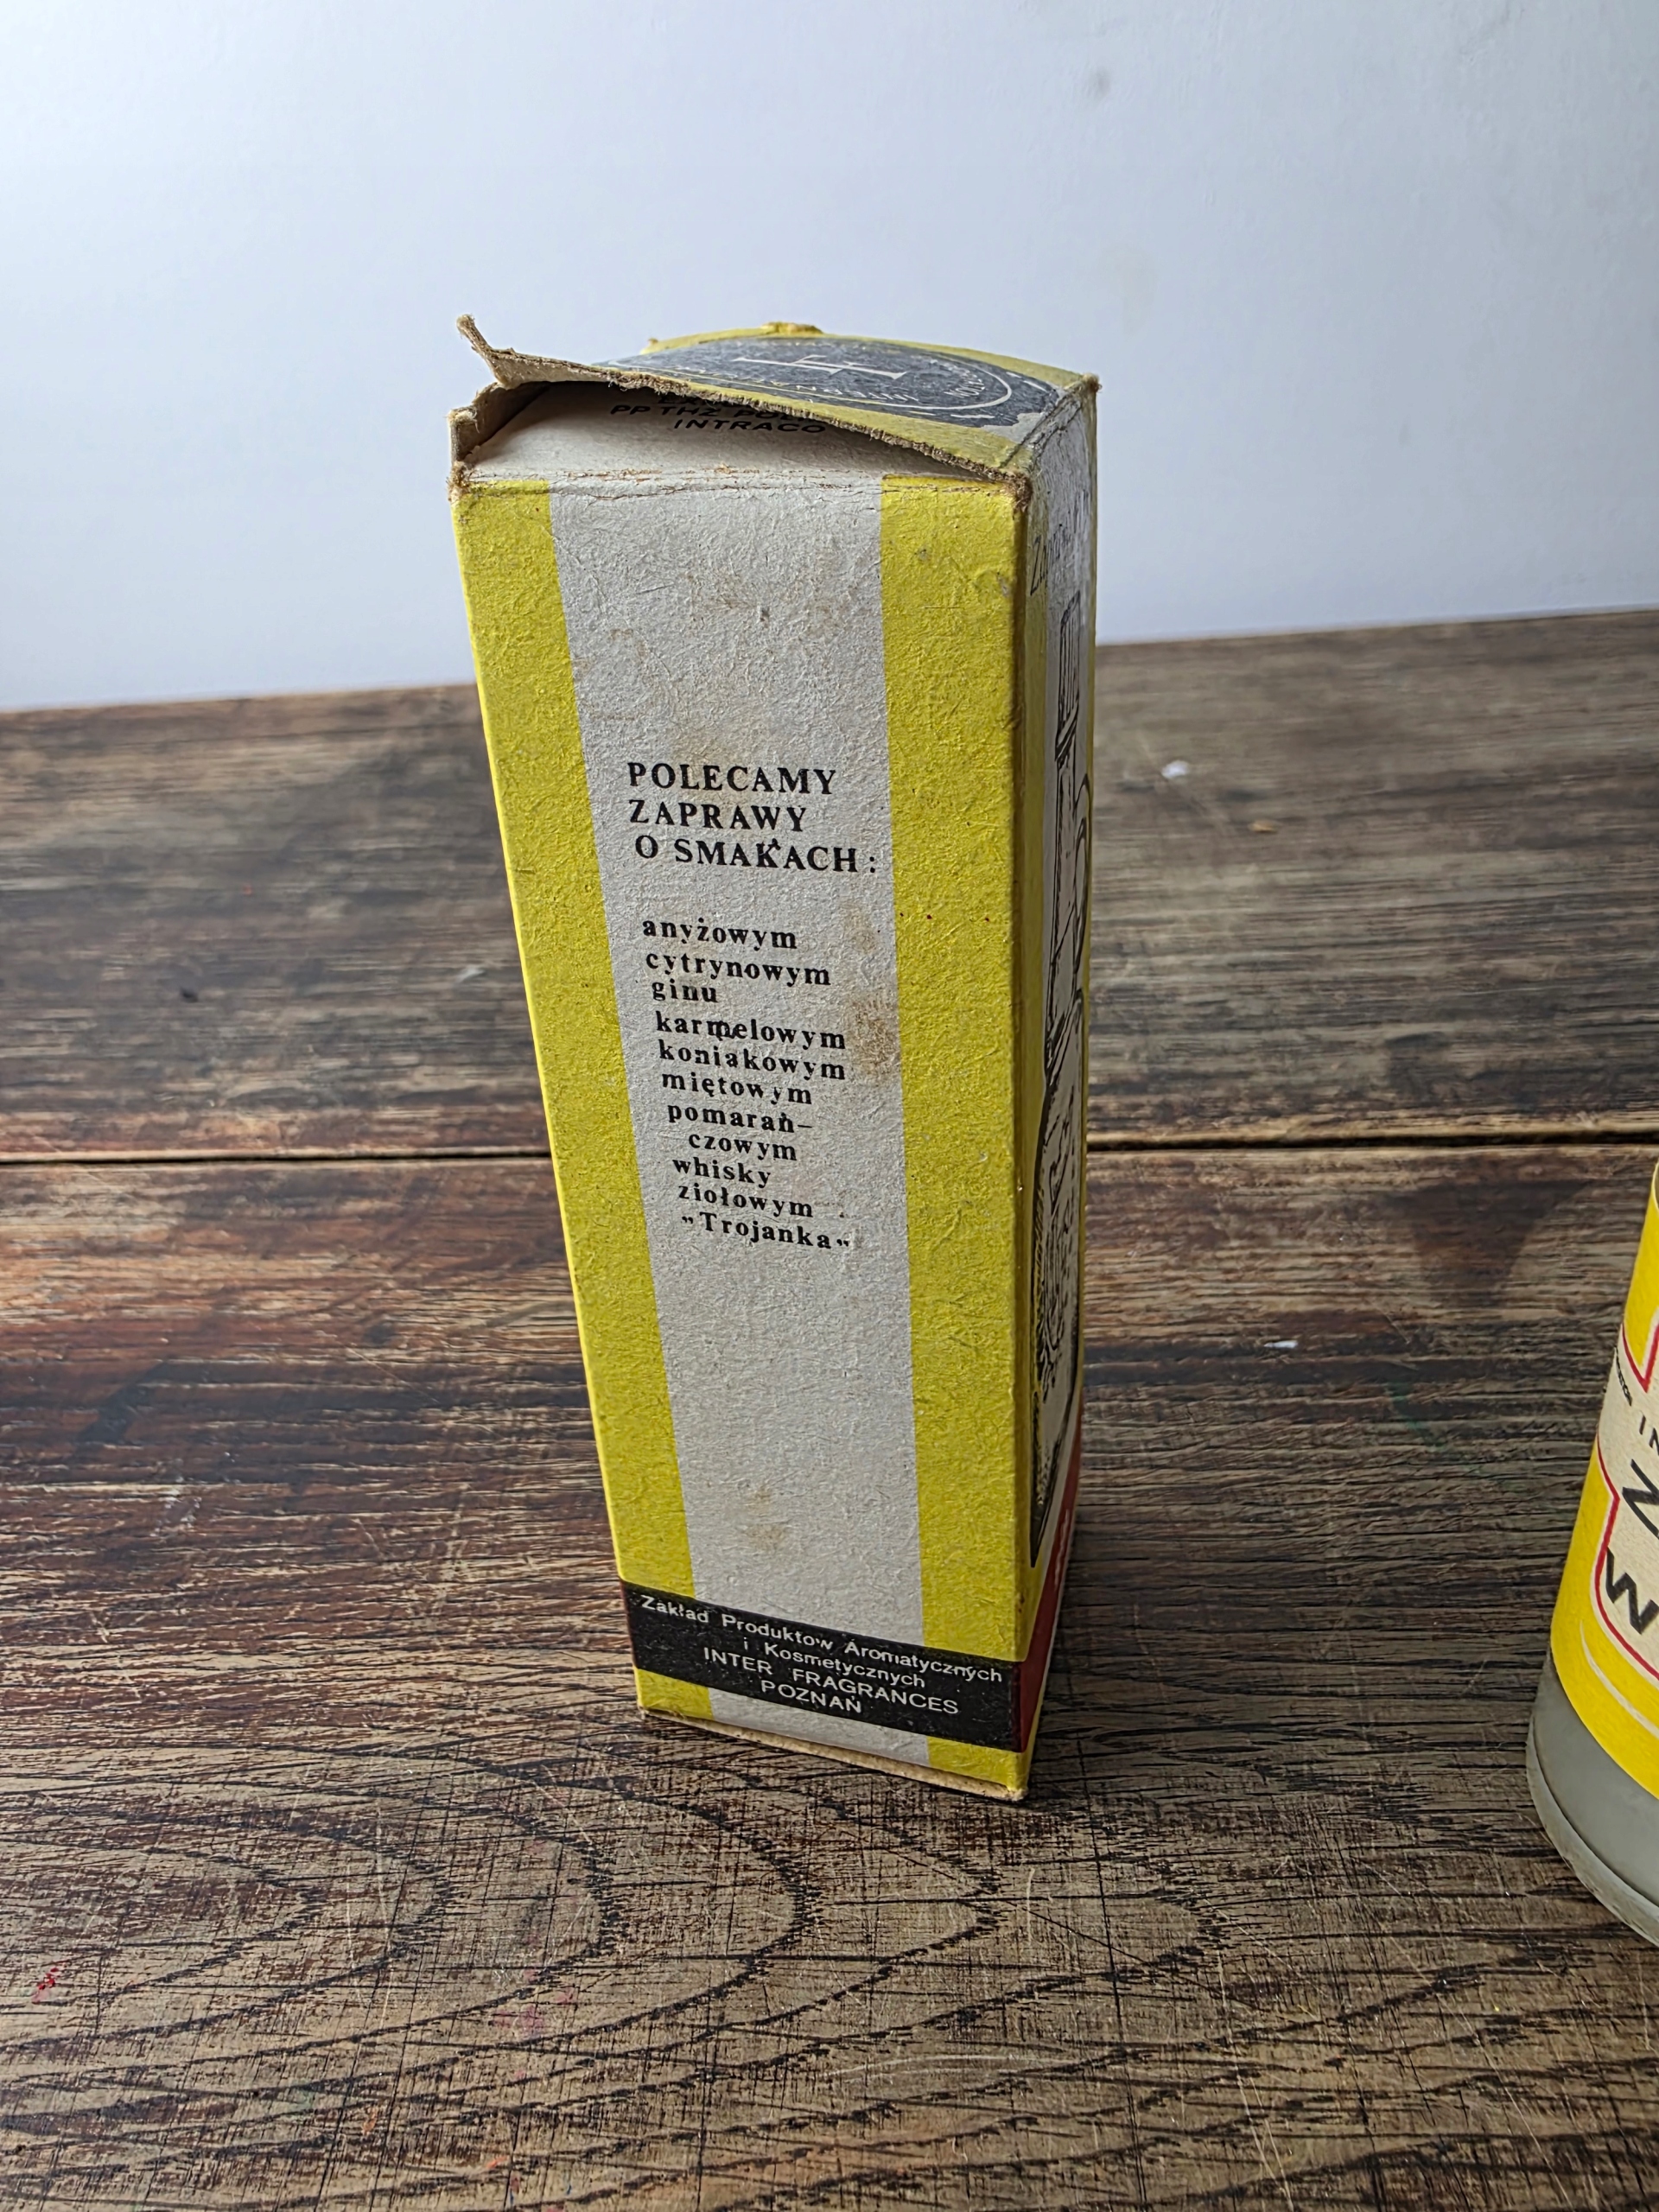 PP THZ
INTRACO
POLECAMY
ZAPRAWY
O SMAKACH:
anyżowym
cytrynowym
ginu
karmelowym
koniakowym
miętowym
pomarań-
czowym
whisky
ziołowym
„Trojanka"
Zakład Produktów Aromatycznych
i Kosmetycznych
INTER FRAGRANCES
POZNAŃ